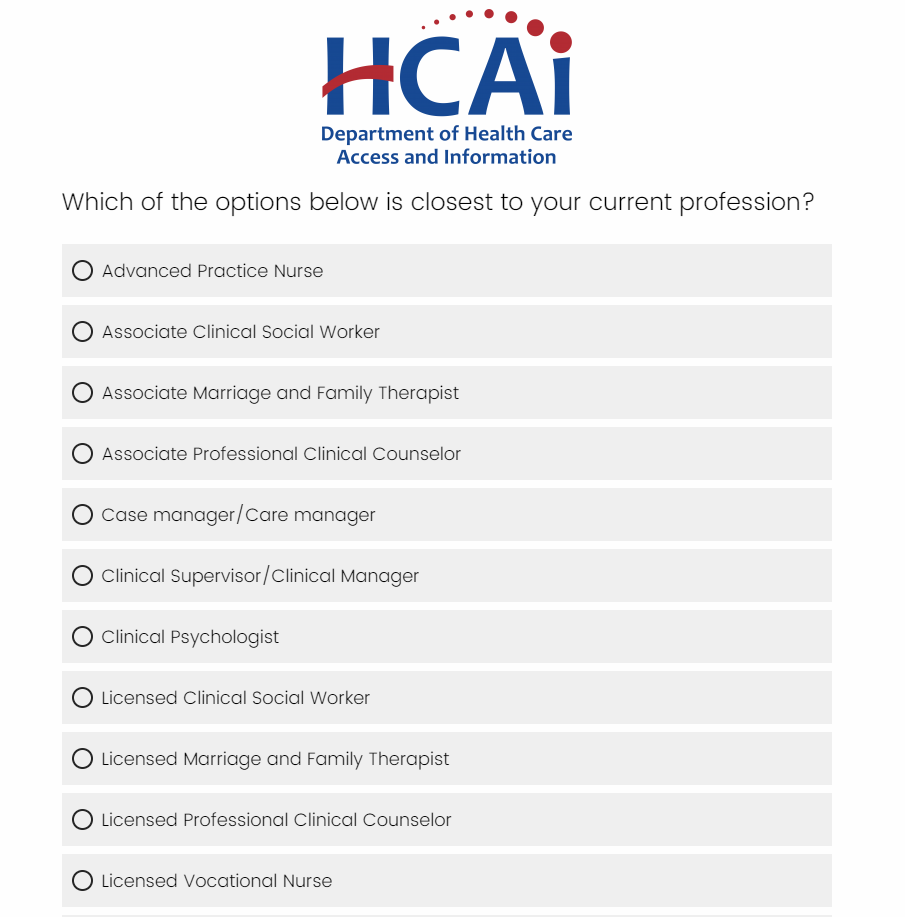 HCAi
Department of Health Care
Access and Information
Which of the options below is closest to your current profession?
Advanced Practice Nurse
Associate Clinical Social Worker
Associate Marriage and Family Therapist
Associate Professional Clinical Counselor
Case manager/Care manager
Clinical Supervisor/Clinical Manager
Clinical Psychologist
Licensed Clinical Social Worker
Licensed Marriage and Family Therapist
Licensed Professional Clinical Counselor
Licensed Vocational Nurse